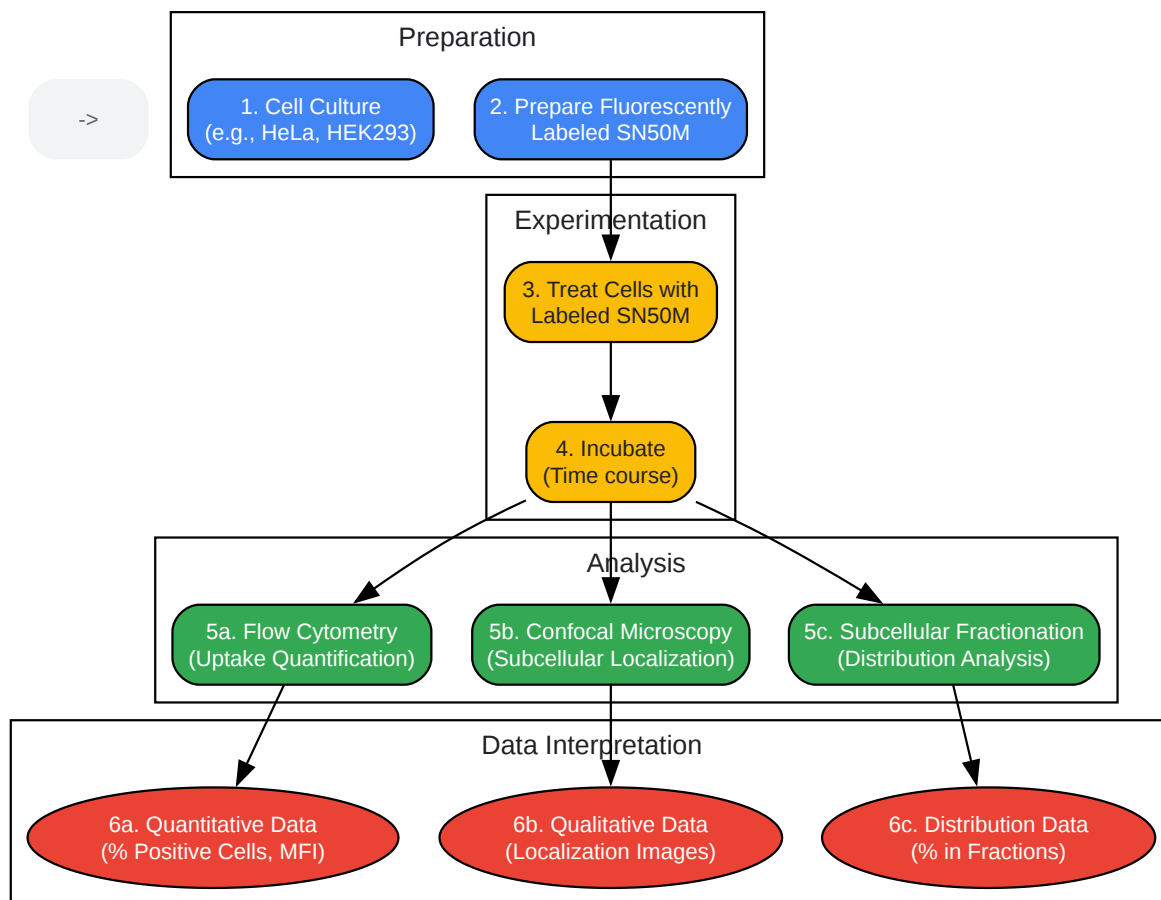 Preparation
->
1. Cell Culture
(e.g., HeLa, HEK293)
2. Prepare Fluorescently
Labeled SN50M
Experimentation
3. Treat Cells with
Labeled SN50M
4. Incubate
(Time course)
Analysis
5a. Flow Cytometry
(Uptake Quantification)
5b. Confocal Microscopy
(Subcellular Localization)
5c. Subcellular Fractionation
(Distribution Analysis)
Data Interpretation
6a. Quantitative Data
(% Positive Cells, MFI)
6b. Qualitative Data
(Localization Images)
6c. Distribution Data
(% in Fractions)